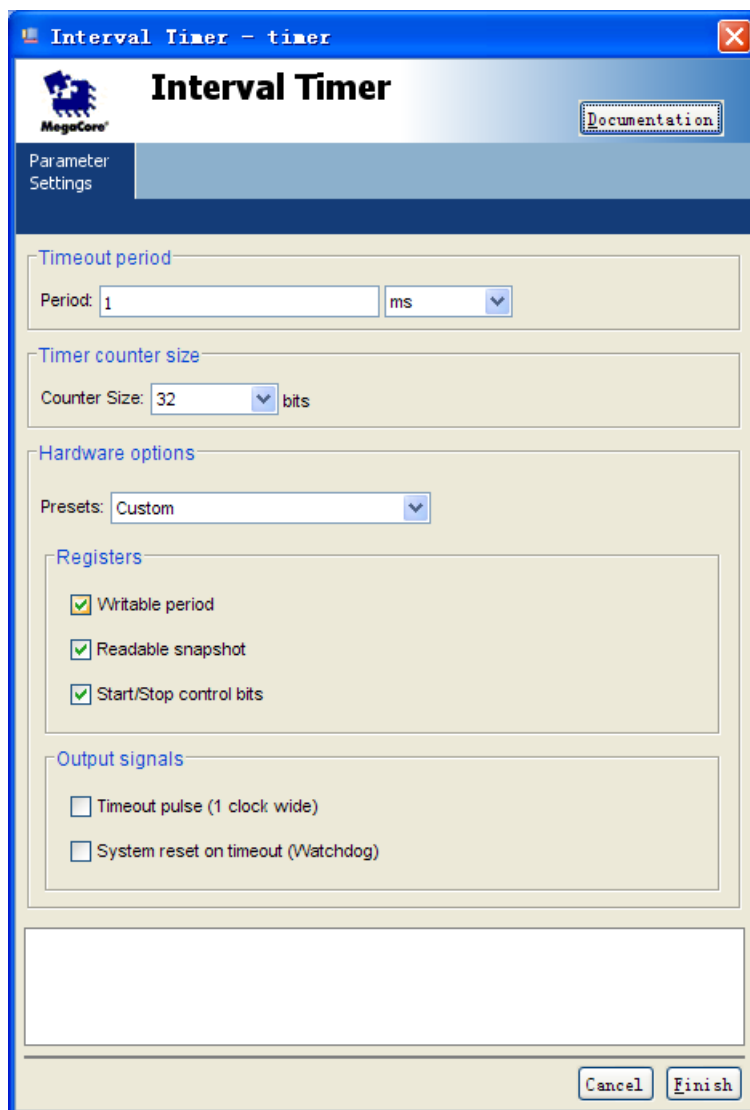 Interval Timer - timer
Interval Timer
MegaCore®
Documentation
Parameter
Settings
Timeout period
Period: 1 ms
Timer counter size
Counter Size: 32 bits
Hardware options
Presets: Custom
Registers
Writable period
Readable snapshot
Start/Stop control bits
Output signals
Timeout pulse (1 clock wide)
System reset on timeout (Watchdog)
Cancel Finish